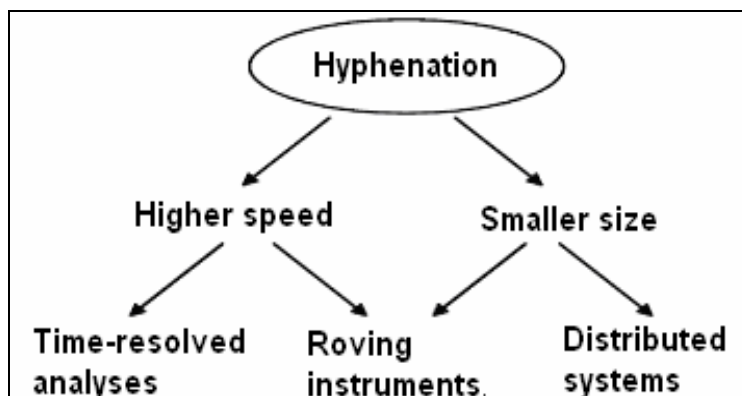 Hyphenation
Higher speed
Smaller size
Time-resolved
analyses
Roving
instruments.
Distributed
systems